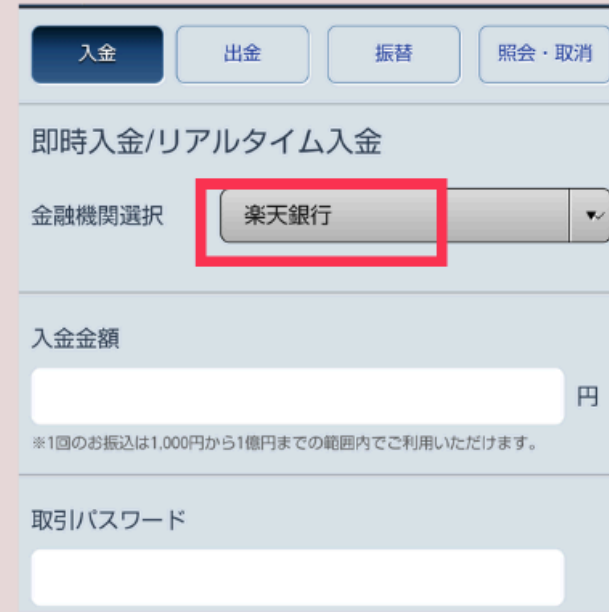 入金 出金 振替 照会・取消
即時入金/リアルタイム入金
金融機関選択 楽天銀行
入金金額
円
※1回のお振込は1,000円から1億円までの範囲内でご利用いただけます。
取引パスワード